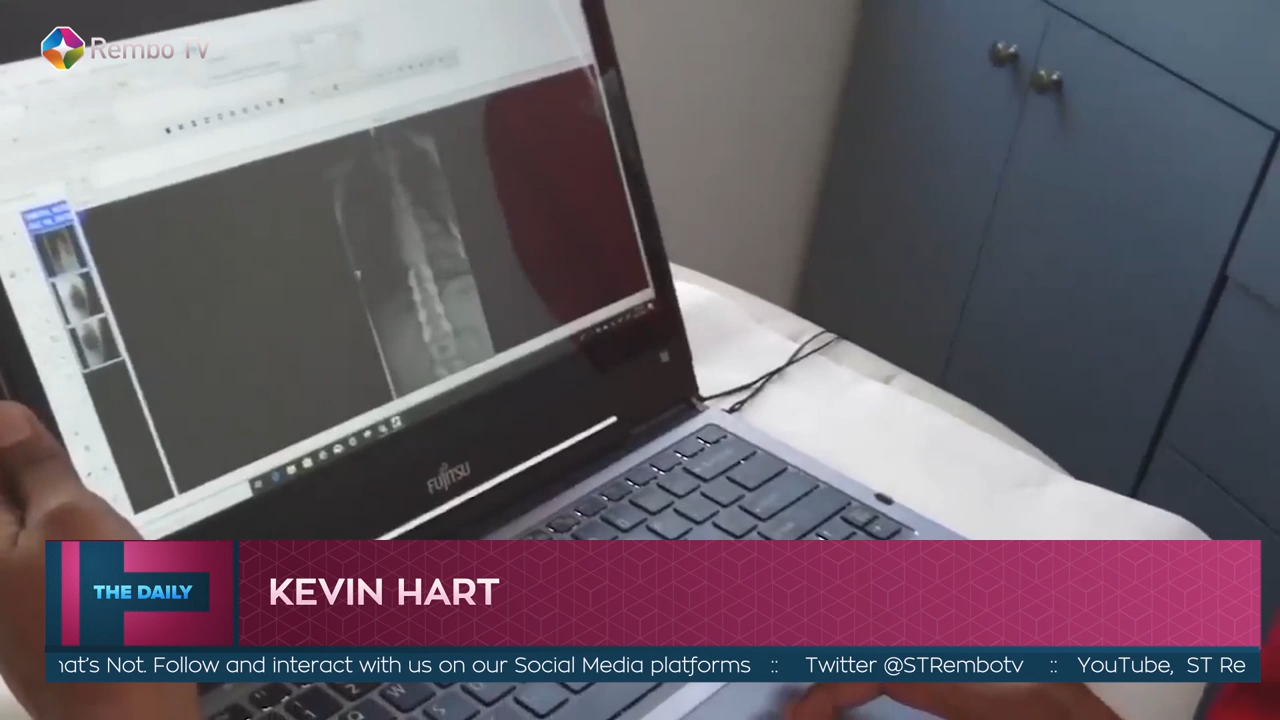 Rembo TV
FUJITSU
THE DAILY
KEVIN HART
hat's Not. Follow and interact with us on our Social Media platforms :: Twitter @STRembotv :: YouTube, ST Re